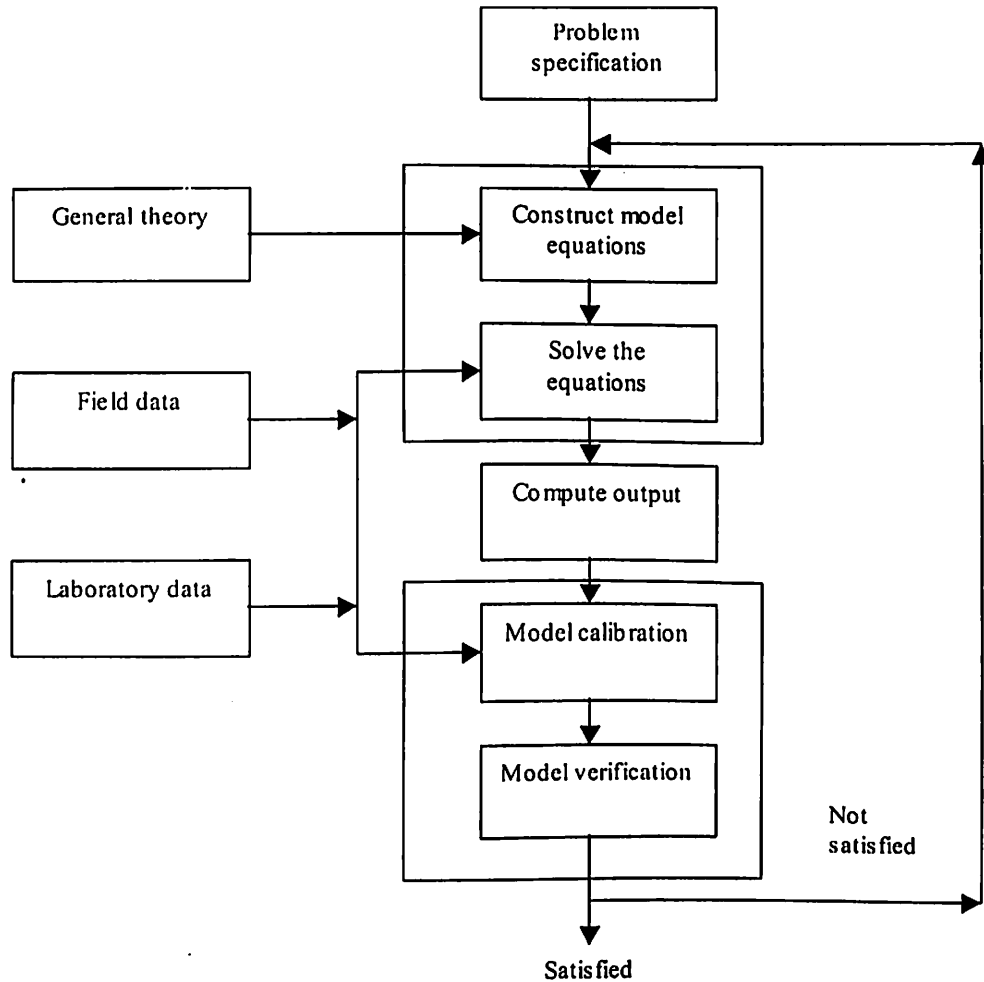 Problem
specification
General theory
Construct model
equations
Solve the
equations
Field data
Compute output
Laboratory data
Model calibration
Model verification
Not
satisfied
Satisfied